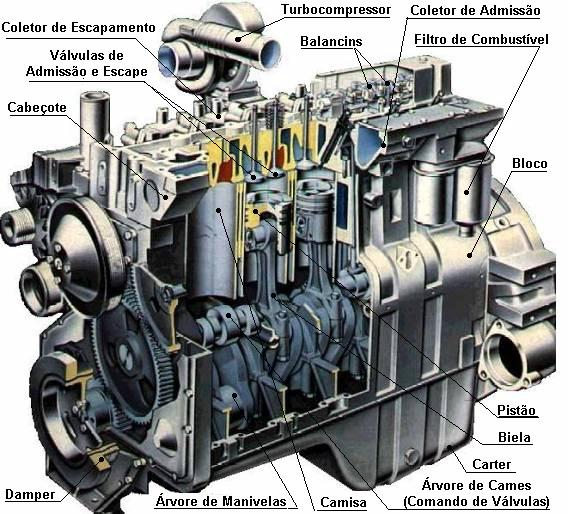 Turbocompressor
Coletor de Admissão
Coletor de Escapamento
Balancins
Filtro de Combustível
Válvulas de
Admissão e Escape
Cabeçote
Bloco
Pistão
Biela
Carter
Árvore de Cames
(Comando de Válvulas)
Camisa
Árvore de Manivelas
Damper